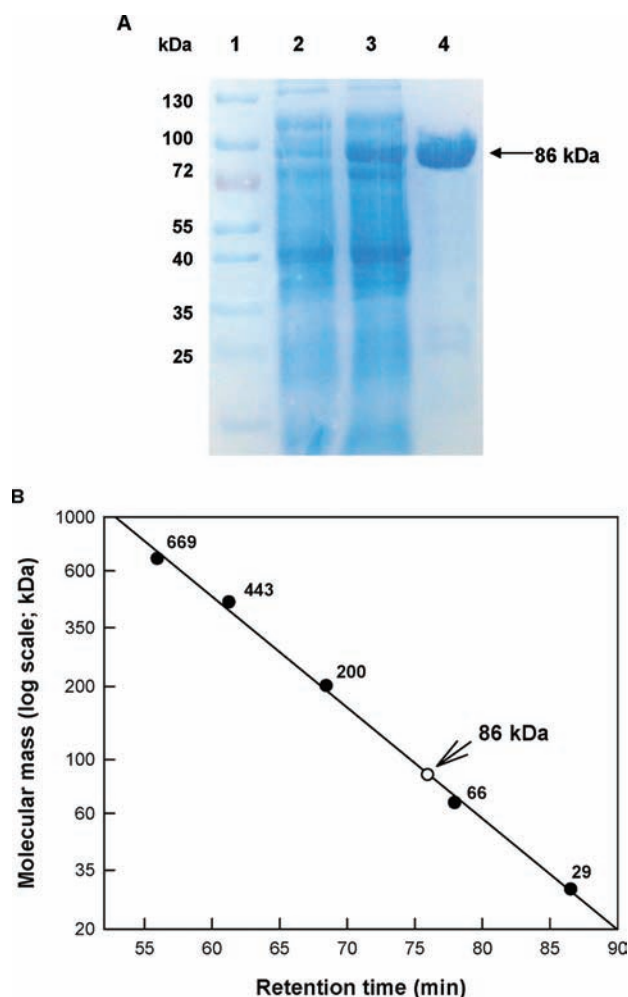 A
kDa 1 2 3 4
130
100
72
55
40
35
25
86 kDa
B
1000
600
350
200
100
60
35
20
669
443
200
86 kDa
66
29
55 60 65 70 75 80 85 90
Molecular mass (log scale; kDa)
Retention time (min)